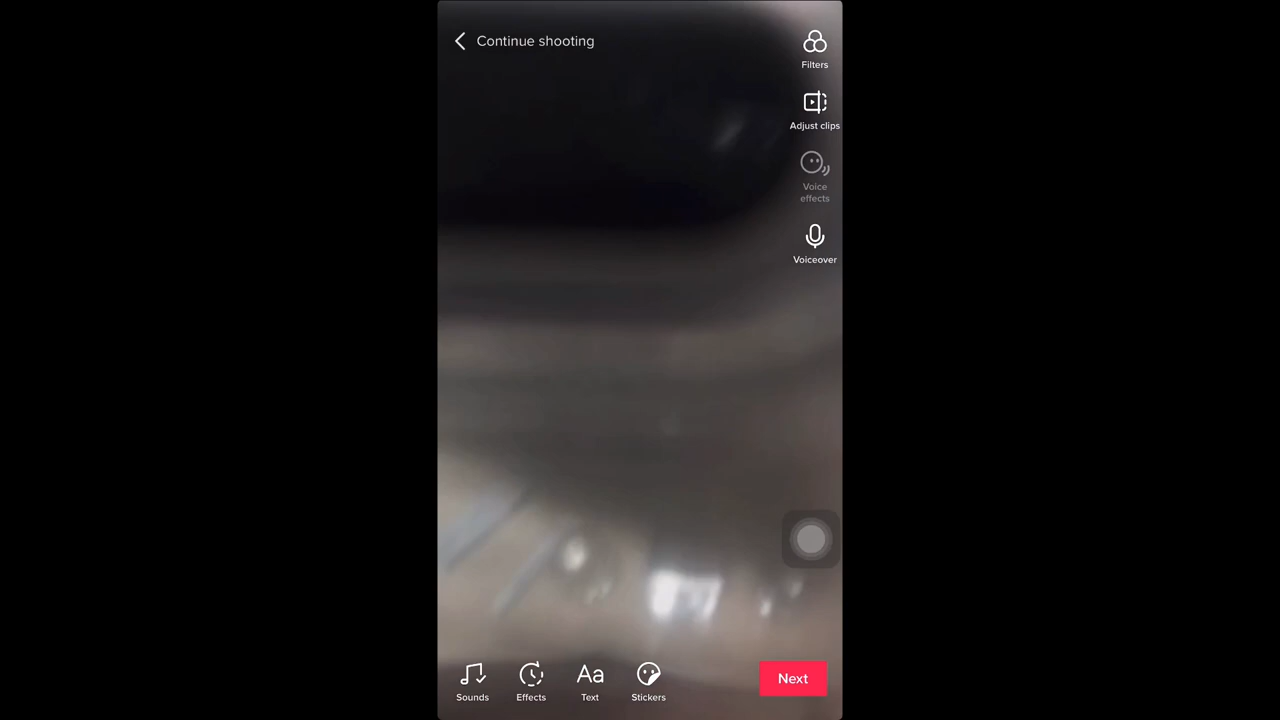 Continue shooting
Filters
Adjust clips
Voice
effects
Voiceover
Sounds
Aa
Effects
Text
Stickers
Next